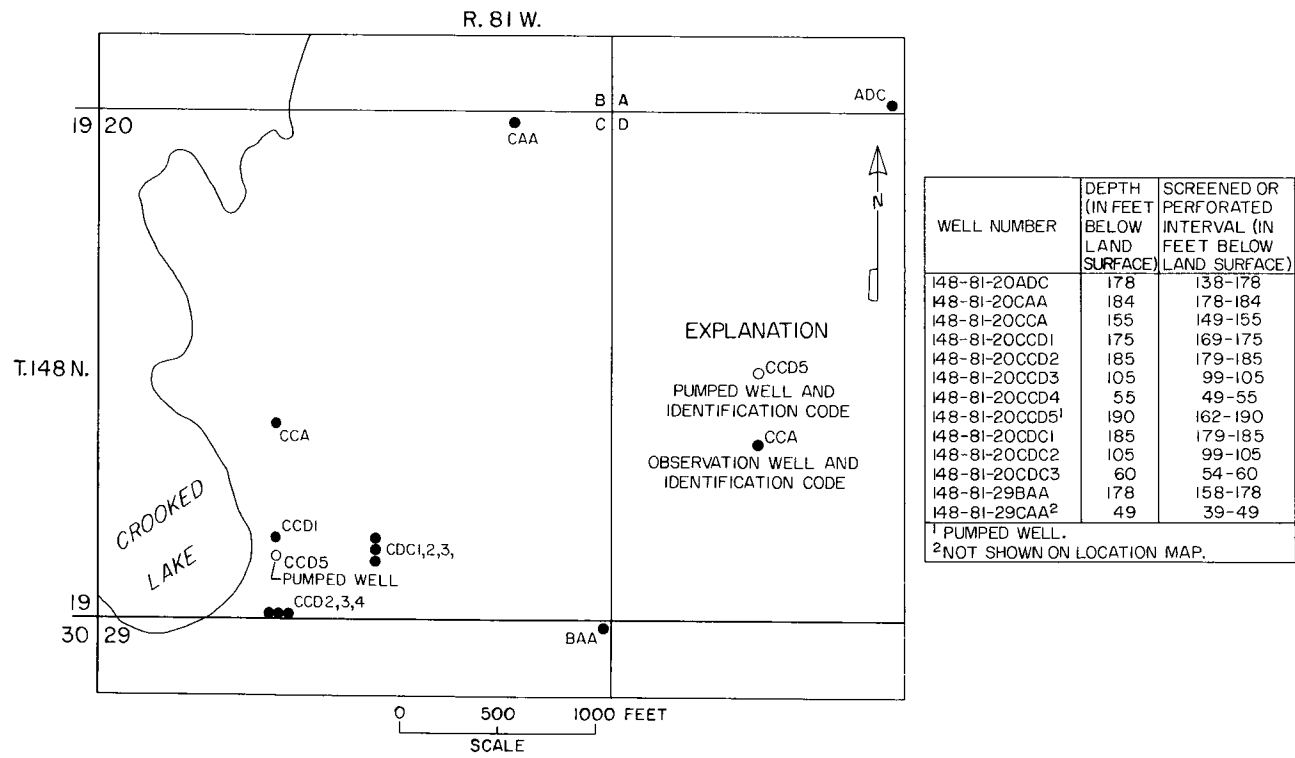 R. 81 W.
B A
ADC
19 20
C D
CAA
N
T.148 N.
EXPLANATION
CCD5
PUMPED WELL AND
IDENTIFICATION CODE
CCA
OBSERVATION WELL AND
IDENTIFICATION CODE
CCA
CROOKED
LAKE
CCD1
CCD5
PUMPED WELL
CDC1,2,3,
CCD2,3,4
19
30 29
BAA
0 500 1000 FEET
SCALE
WELL NUMBER
DEPTH
(IN FEET
BELOW
LAND
SURFACE)
SCREENED OR
PERFORATED
INTERVAL (IN
FEET BELOW
LAND SURFACE)
148-81-20ADC 178 138-178
148-81-20CAA 184 178-184
148-81-20CCA 155 149-155
148-81-20CCD1 175 169-175
148-81-20CCD2 185 179-185
148-81-20CCD3 105 99-105
148-81-20CCD4 55 49-55
148-81-20CCD5¹ 190 162-190
148-81-20CDC1 185 179-185
148-81-20CDC2 105 99-105
148-81-20CDC3 60 54-60
148-81-29BAA 178 158-178
148-81-29CAA² 49 39-49
¹ PUMPED WELL.
² NOT SHOWN ON LOCATION MAP.